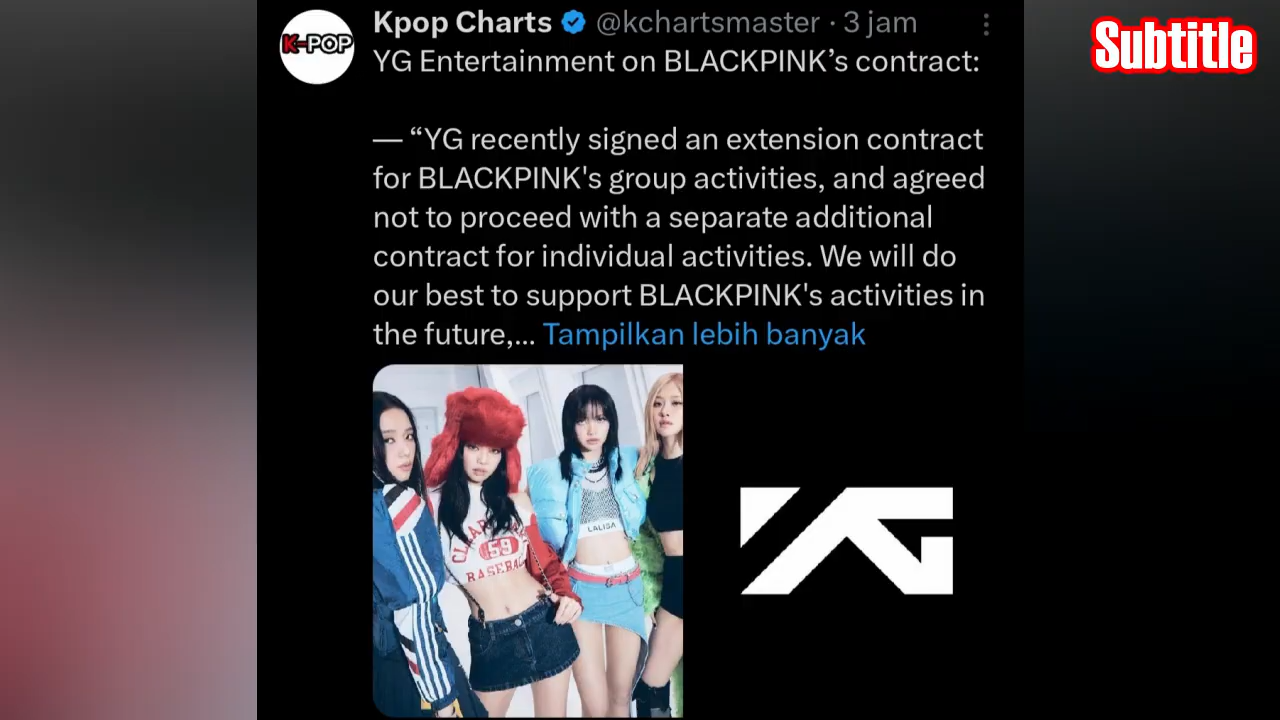 K-POP
Kpop Charts @kchartsmaster · 3 jam
Subtitle
YG Entertainment on BLACKPINK’s contract:
— “YG recently signed an extension contract
for BLACKPINK's group activities, and agreed
not to proceed with a separate additional
contract for individual activities. We will do
our best to support BLACKPINK's activities in
the future,... Tampilkan lebih banyak
LALISA
59
BASEBALL
YG